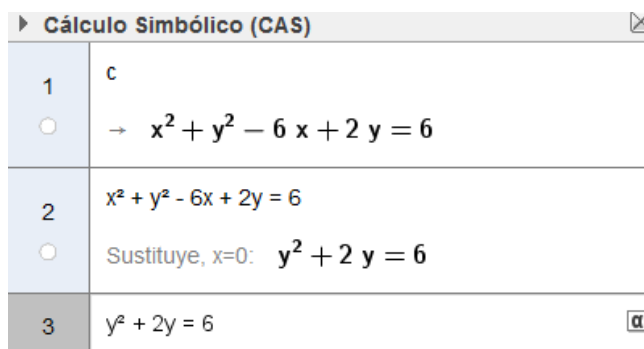 Cálculo Simbólico (CAS)
1
c
→ x² + y² – 6 x + 2 y = 6
2
x² + y² - 6x + 2y = 6
Sustituye, x=0: y² + 2 y = 6
3
y² + 2y = 6
α